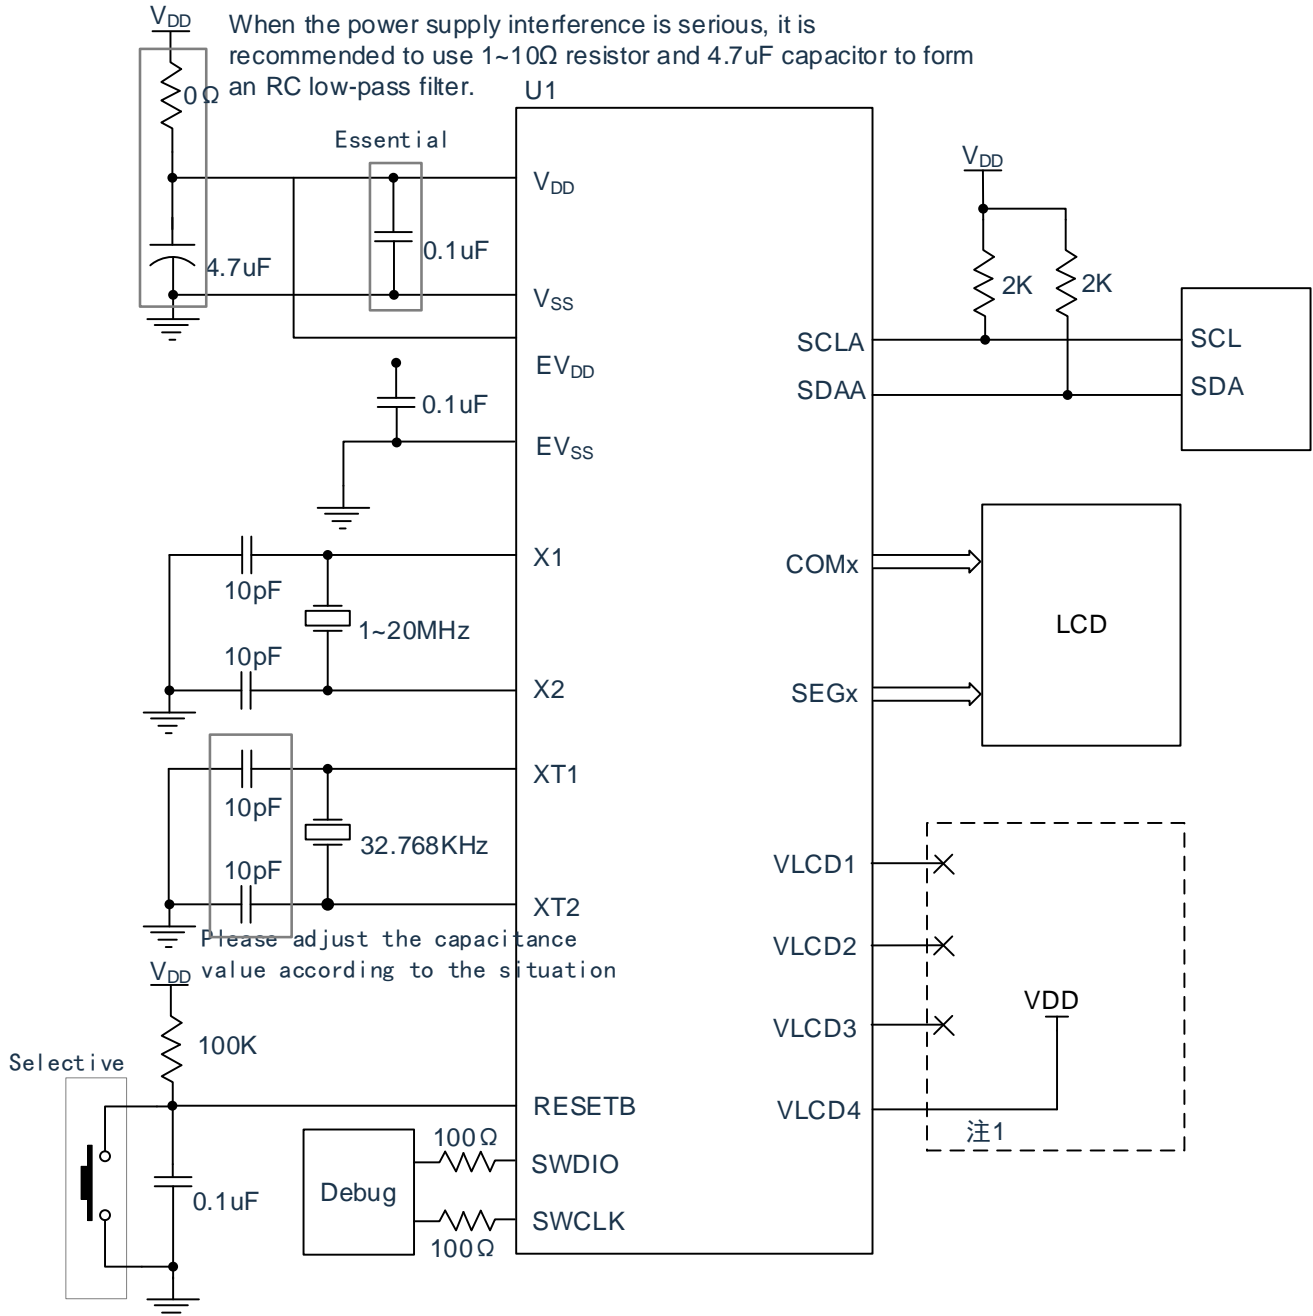 VDD
When the power supply interference is serious, it is
recommended to use 1~10Ω resistor and 4.7uF capacitor to form
an RC low-pass filter.
0Ω
U1
Essential
VDD
0.1uF
4.7uF
VSS
EVDD
0.1uF
EVSS
X1
10pF
1~20MHz
10pF
X2
XT1
10pF
32.768KHz
10pF
XT2
Please adjust the capacitance
value according to the situation
VDD
100K
Selective
RESETB
0.1uF
Debug
100Ω
SWDIO
SWCLK
100Ω
VDD
2K
2K
SCLA
SCL
SDAA
SDA
COMx
LCD
SEGx
VLCD1
VLCD2
VLCD3
VDD
VLCD4
注1